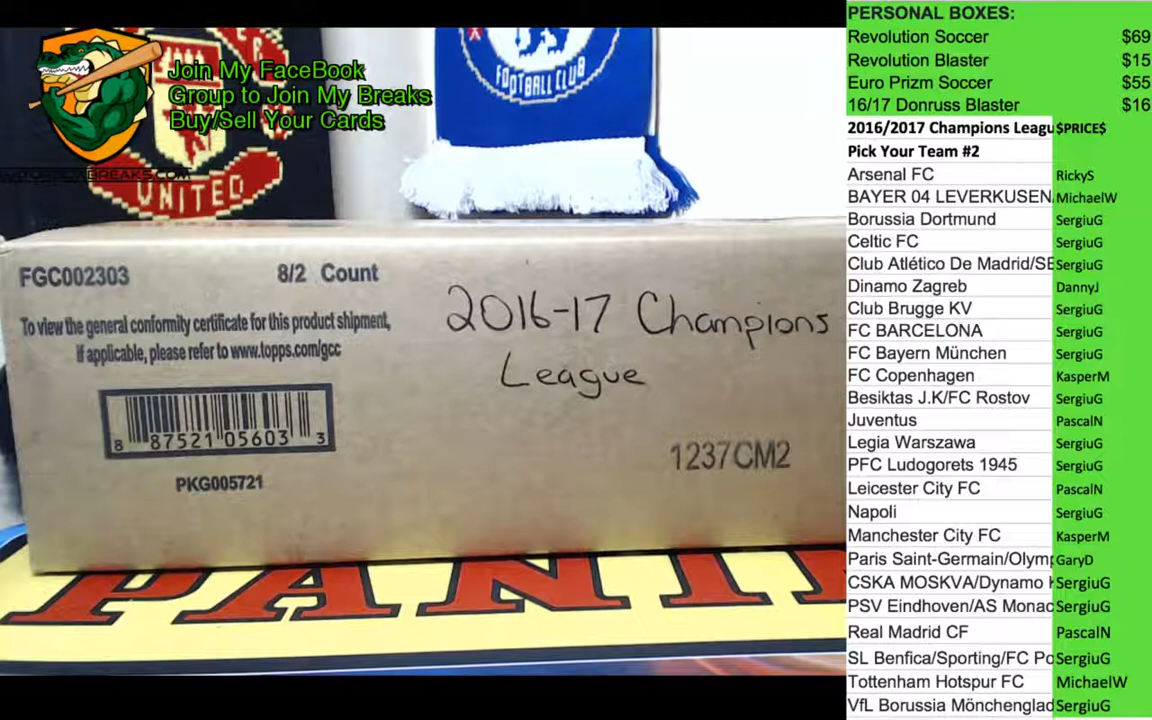 Join My FaceBook
Group to Join My Breaks
Buy/Sell Your Cards
UNITED
FOOTBALL CLUB
FGC002303
8/2 Count
To view the general conformity certificate for this product shipment,
if applicable, please refer to www.topps.com/gcc
8 87521 05603 3
PKG005721
2016-17 Champions
League
1237CM2
PANINI
PERSONAL BOXES:
Revolution Soccer $69
Revolution Blaster $15
Euro Prizm Soccer $55
16/17 Donruss Blaster $16
2016/2017 Champions Leagu $PRICE$
Pick Your Team #2
Arsenal FC RickyS
BAYER 04 LEVERKUSEN MichaelW
Borussia Dortmund SergiuG
Celtic FC SergiuG
Club Atlético De Madrid/SE SergiuG
Dinamo Zagreb DannyJ
Club Brugge KV SergiuG
FC BARCELONA SergiuG
FC Bayern München SergiuG
FC Copenhagen KasperM
Besiktas J.K/FC Rostov SergiuG
Juventus PascalN
Legia Warszawa SergiuG
PFC Ludogorets 1945 SergiuG
Leicester City FC PascalN
Napoli SergiuG
Manchester City FC KasperM
Paris Saint-Germain/Olymp GaryD
CSKA MOSKVA/Dynamo SergiuG
PSV Eindhoven/AS Monac SergiuG
Real Madrid CF PascalN
SL Benfica/Sporting/FC Po SergiuG
Tottenham Hotspur FC MichaelW
VfL Borussia Mönchenglad SergiuG